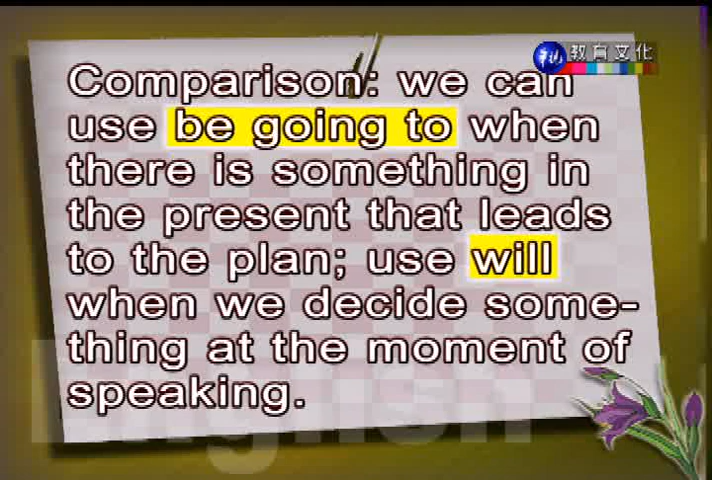 教育文化
Comparison: we can
use be going to when
there is something in
the present that leads
to the plan; use will
when we decide some-
thing at the moment of
speaking.
English